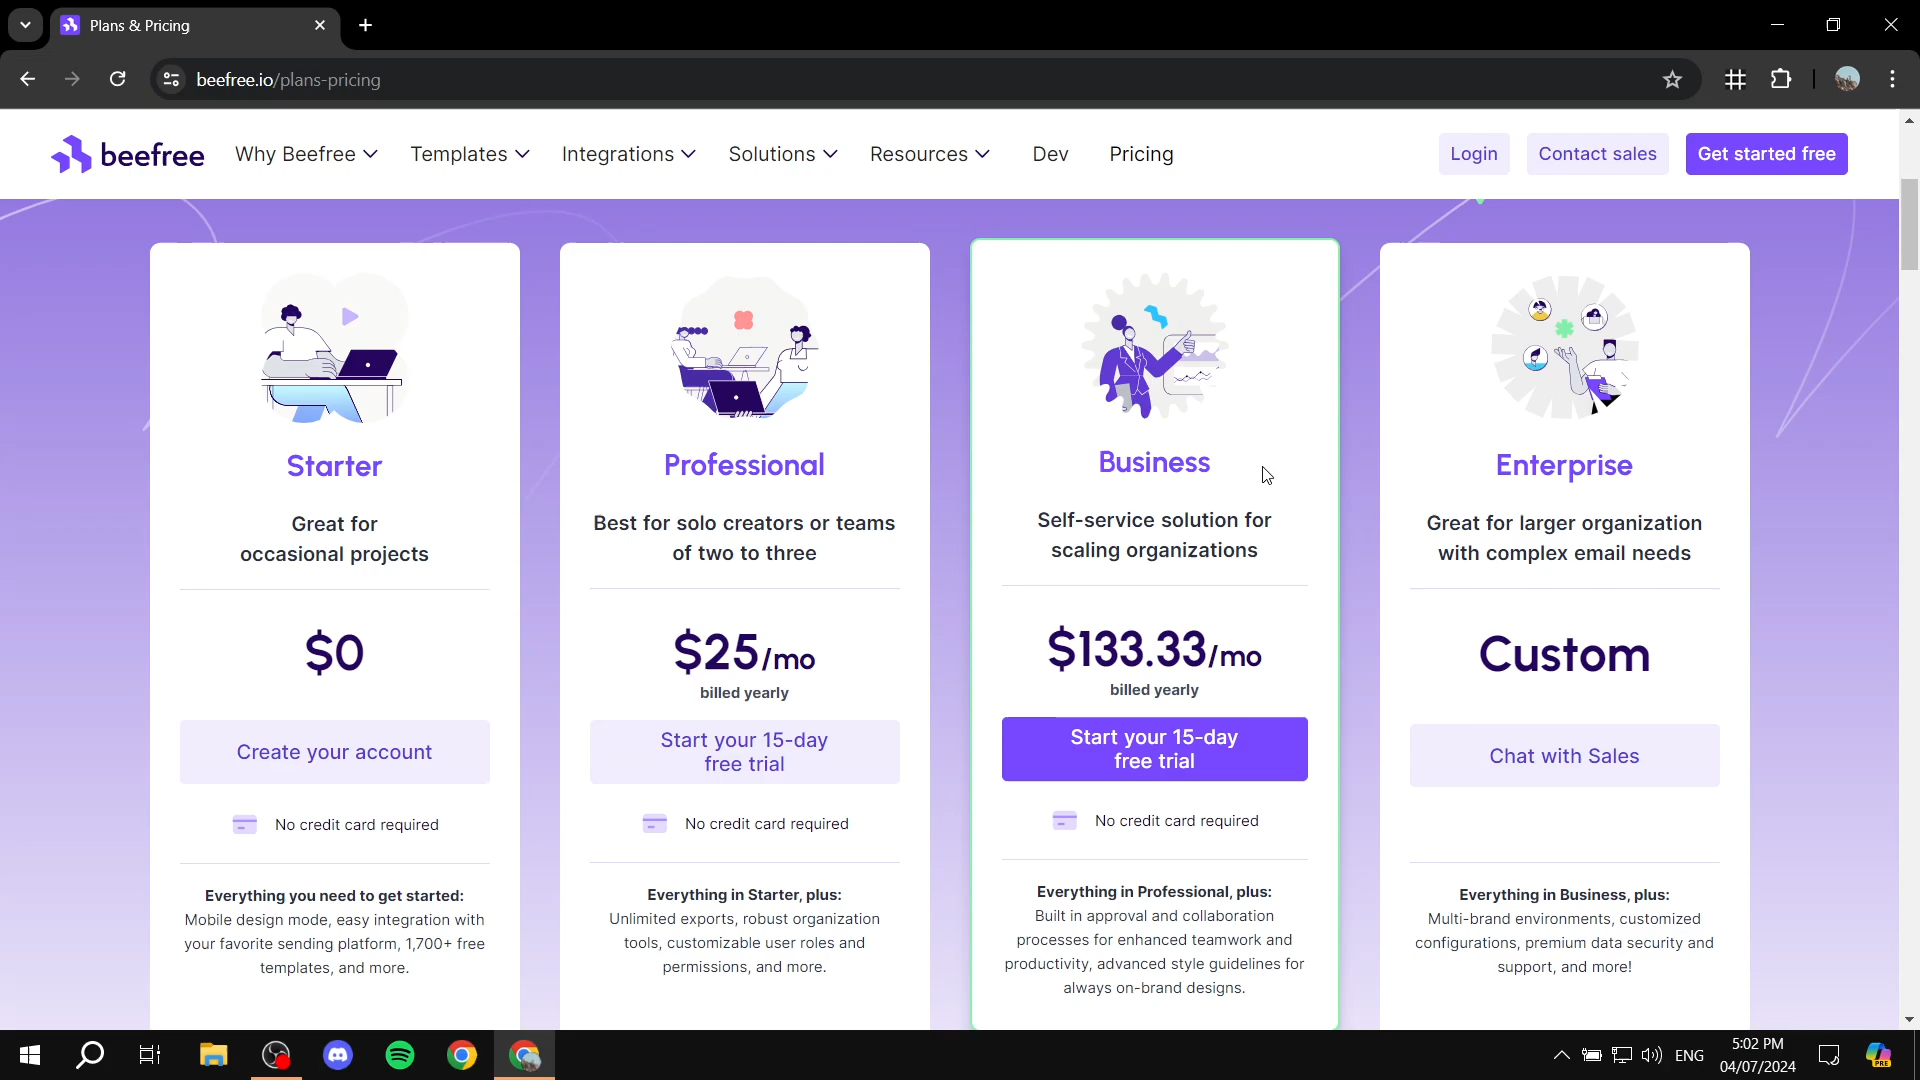 Plans & Pricing
beefree.io/plans-pricing
beefree
Why Beefree
Templates
Integrations
Solutions
Resources
Dev
Pricing
Login
Contact sales
Get started free
Starter
Great for
occasional projects
$0
Create your account
No credit card required
Everything you need to get started:
Mobile design mode, easy integration with
your favorite sending platform, 1,700+ free
templates, and more.
Professional
Best for solo creators or teams
of two to three
$25/mo
billed yearly
Start your 15-day
free trial
No credit card required
Everything in Starter, plus:
Unlimited exports, robust organization
tools, customizable user roles and
permissions, and more.
Business
Self-service solution for
scaling organizations
$133.33/mo
billed yearly
Start your 15-day
free trial
No credit card required
Everything in Professional, plus:
Built in approval and collaboration
processes for enhanced teamwork and
productivity, advanced style guidelines for
always on-brand designs.
Enterprise
Great for larger organization
with complex email needs
Custom
Chat with Sales
Everything in Business, plus:
Multi-brand environments, customized
configurations, premium data security and
support, and more!
ENG
5:02 PM
04/07/2024
PRE